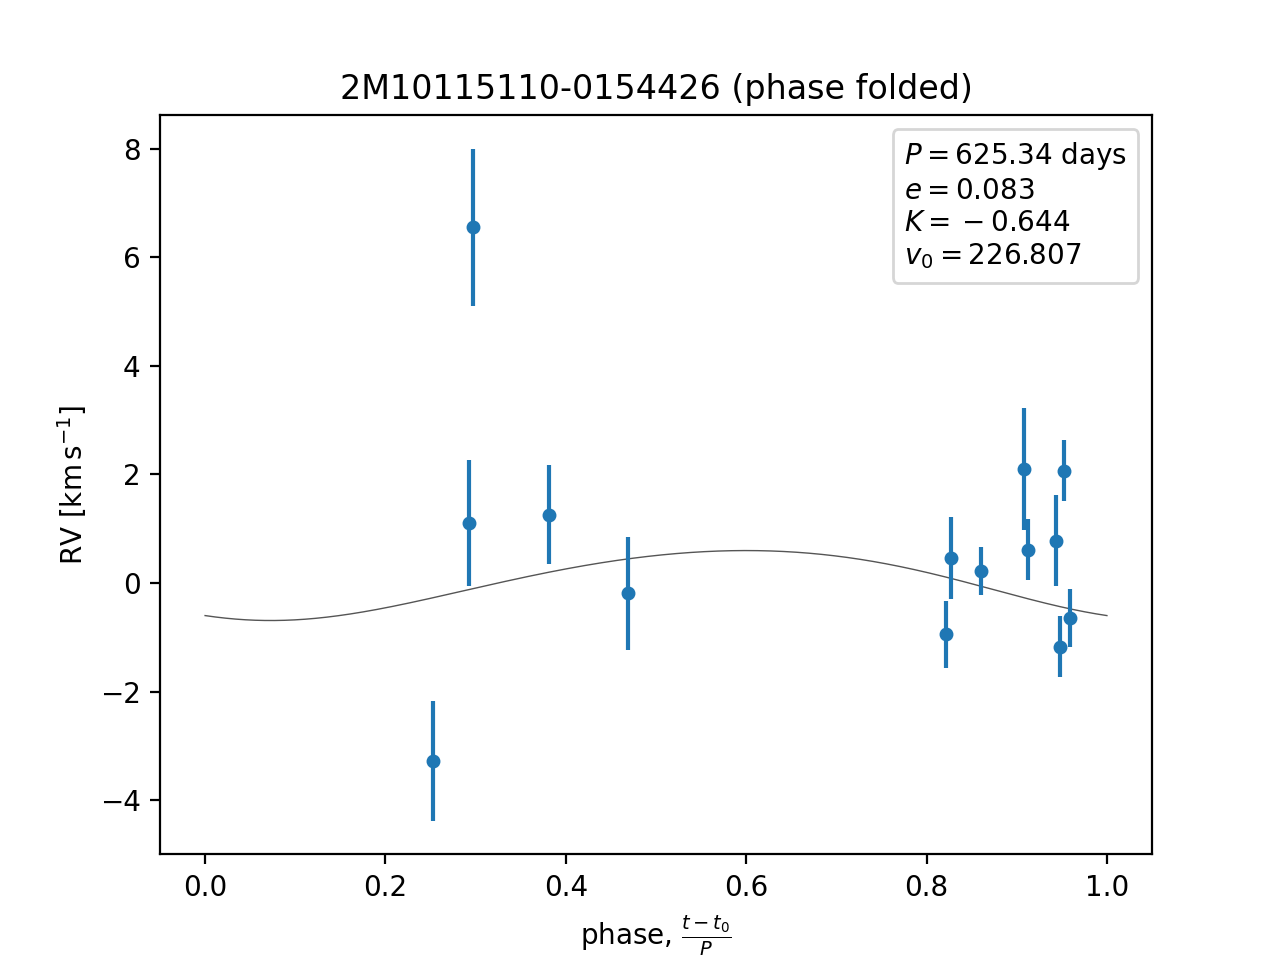 2M10115110-0154426 (phase folded)
P = 625.34 days
e = 0.083
K = −0.644
v₀ = 226.807
8
6
4
2
0
−2
−4
RV [km s⁻¹]
0.0 0.2 0.4 0.6 0.8 1.0
phase, (t − t₀)/P